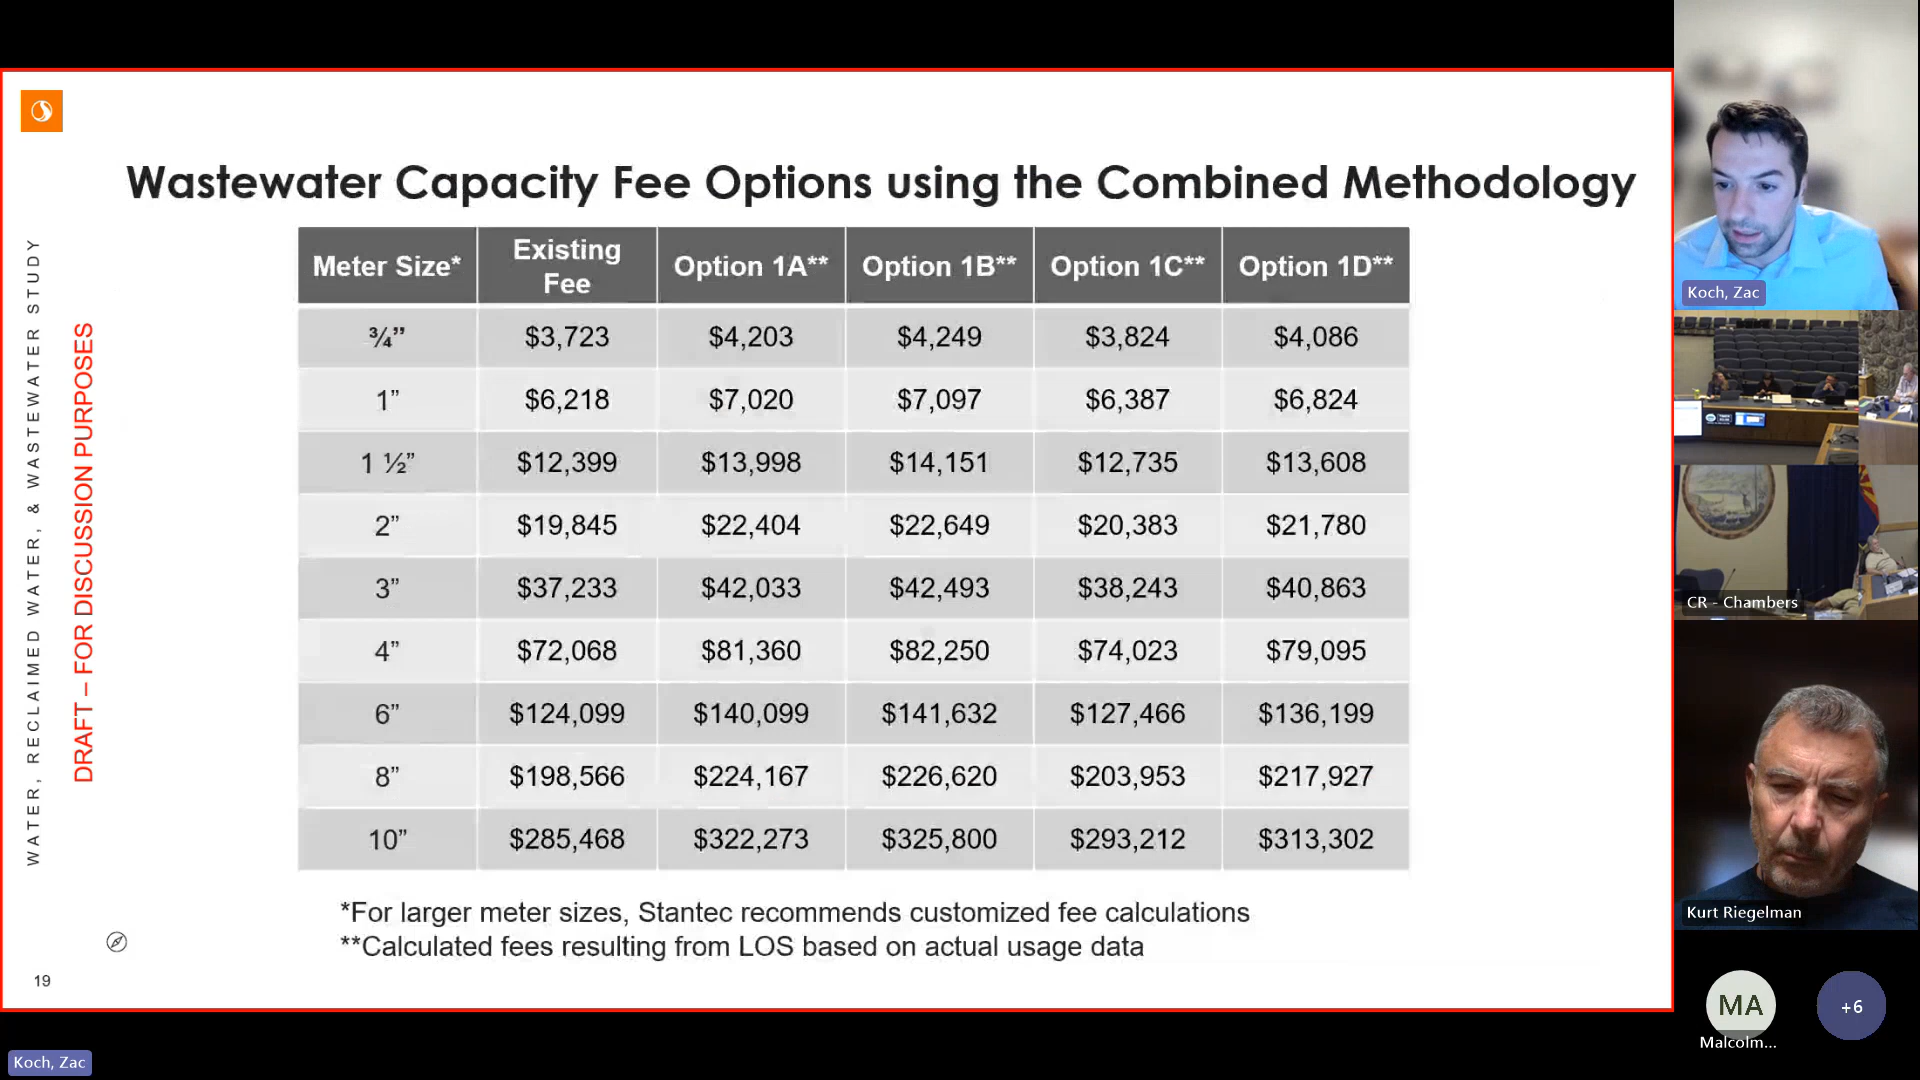 WATER, RECLAIMED WATER, & WASTEWATER STUDY
DRAFT – FOR DISCUSSION PURPOSES
Wastewater Capacity Fee Options using the Combined Methodology
Meter Size* Existing Fee Option 1A** Option 1B** Option 1C** Option 1D**
¾” $3,723 $4,203 $4,249 $3,824 $4,086
1” $6,218 $7,020 $7,097 $6,387 $6,824
1 ½” $12,399 $13,998 $14,151 $12,735 $13,608
2” $19,845 $22,404 $22,649 $20,383 $21,780
3” $37,233 $42,033 $42,493 $38,243 $40,863
4” $72,068 $81,360 $82,250 $74,023 $79,095
6” $124,099 $140,099 $141,632 $127,466 $136,199
8” $198,566 $224,167 $226,620 $203,953 $217,927
10” $285,468 $322,273 $325,800 $293,212 $313,302
*For larger meter sizes, Stantec recommends customized fee calculations
**Calculated fees resulting from LOS based on actual usage data
19
Koch, Zac
Koch, Zac
CR - Chambers
Kurt Riegelman
MA
Malcolm...
+6